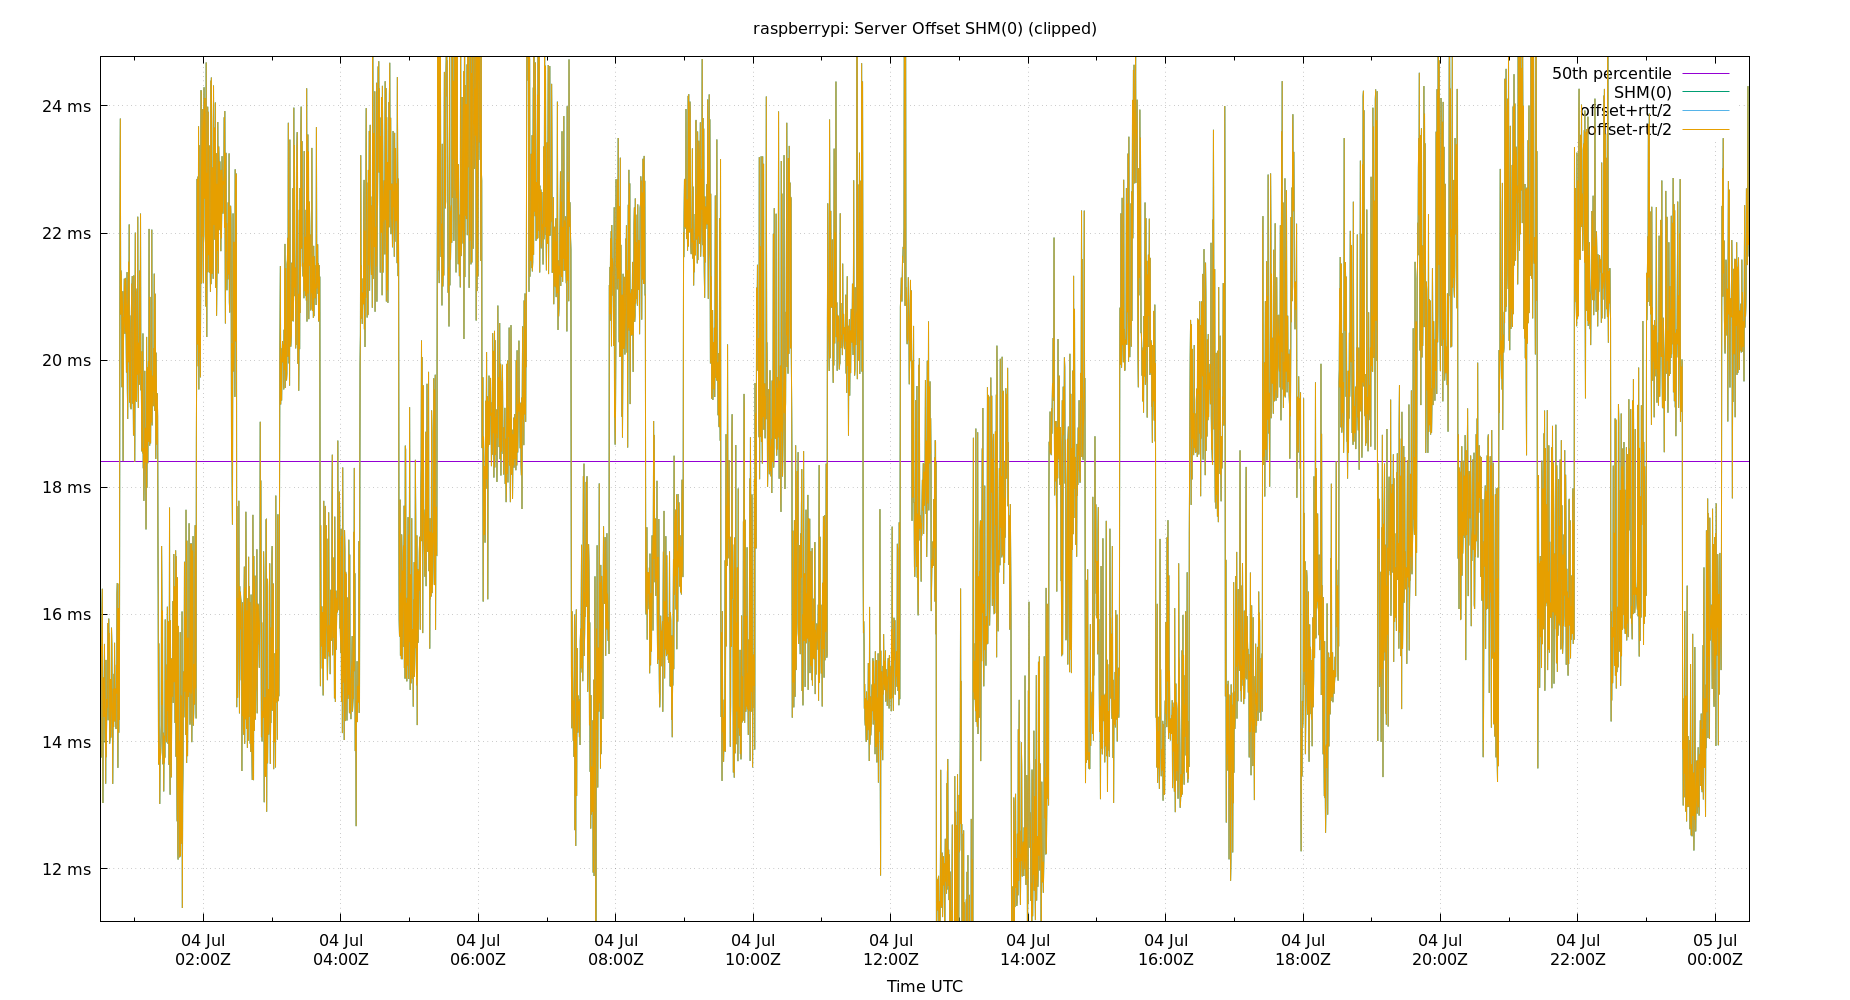 raspberrypi: Server Offset SHM(0) (clipped)
50th percentile
SHM(0)
offset+rtt/2
offset-rtt/2
24 ms
22 ms
20 ms
18 ms
16 ms
14 ms
12 ms
04 Jul 04 Jul 04 Jul 04 Jul 04 Jul 04 Jul 04 Jul 04 Jul 04 Jul 04 Jul 04 Jul 05 Jul
02:00Z 04:00Z 06:00Z 08:00Z 10:00Z 12:00Z 14:00Z 16:00Z 18:00Z 20:00Z 22:00Z 00:00Z
Time UTC